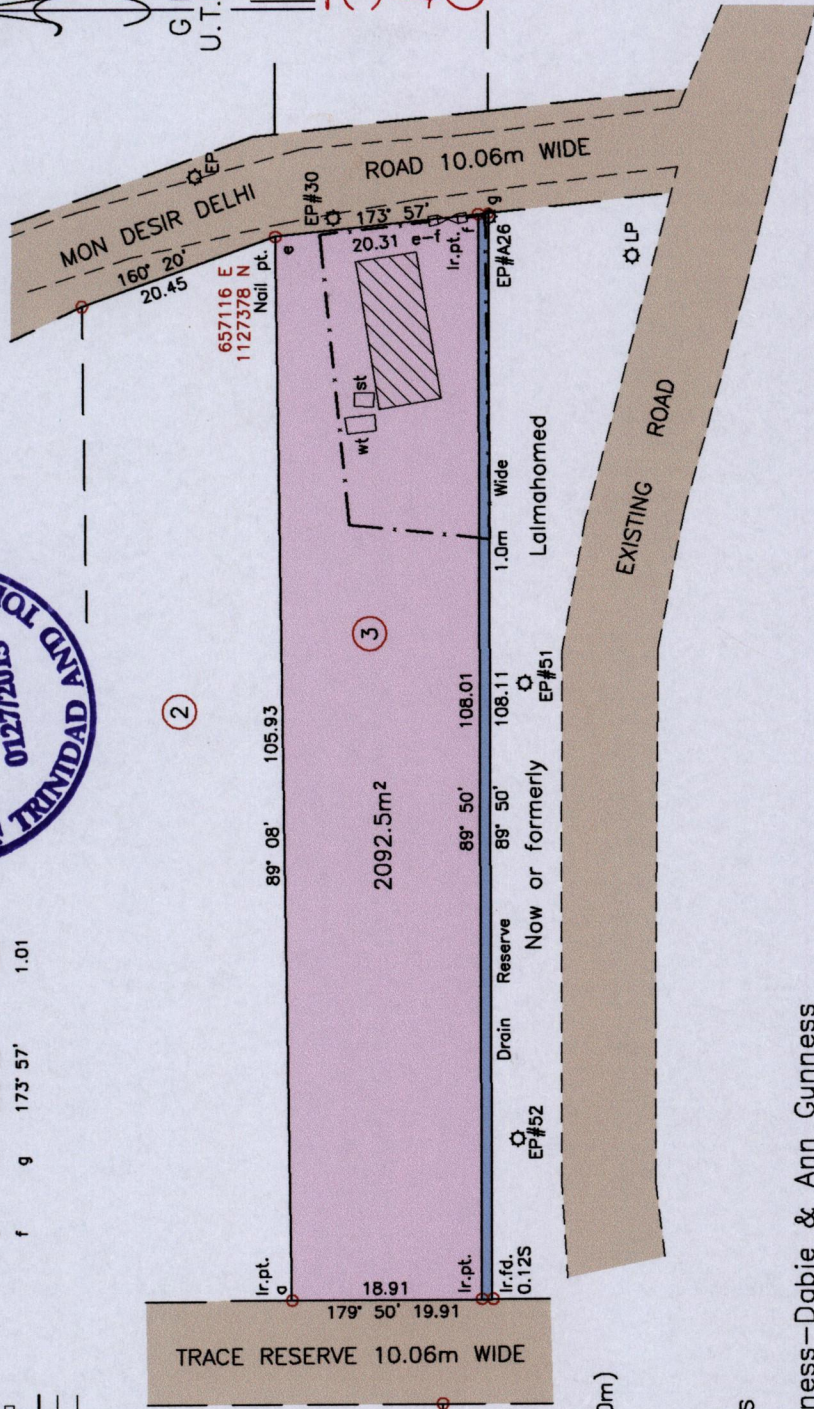 G
U.T.
0127/2015
TRINIDAD AND TO
f g 173° 57' 1.01
2
MON DESIR DELHI
ROAD 10.06m WIDE
EP
160° 20'
20.45
657116 E
1127378 N
Nail pt.
e
EP#30
173° 57'
20.31 e-f
Ir.pt.
f
g
EP#A26
LP
wt
st
3
89° 08' 105.93
2092.5m²
89° 50' 108.01
89° 50' 108.11
Drain Reserve 1.0m Wide
Now or formerly Lalmahomed
EP#51
EP#52
EXISTING ROAD
Ir.pt.
a
18.91
179° 50' 19.91
Ir.pt.
Ir.fd.
0.12S
TRACE RESERVE 10.06m WIDE
0m)
s
ness-Dabie & Ann Gunness